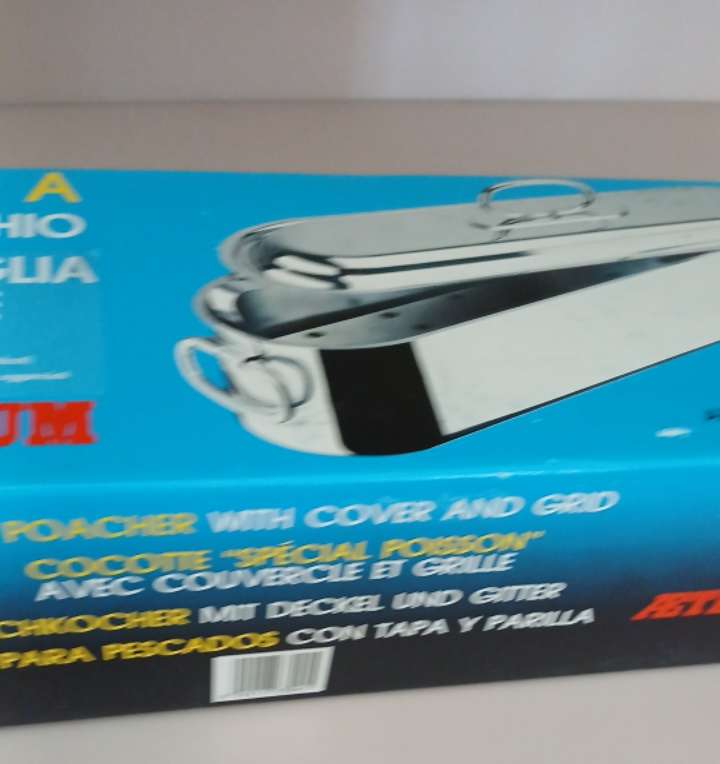 A
HIO
GLIA
UM
POACHER WITH COVER AND GRID
COCOTTE "SPÉCIAL POISSON"
AVEC COUVERCLE ET GRILLE
CHKOCHER MIT DECKEL UND GITTER
PARA PESCADOS CON TAPA Y PARILLA